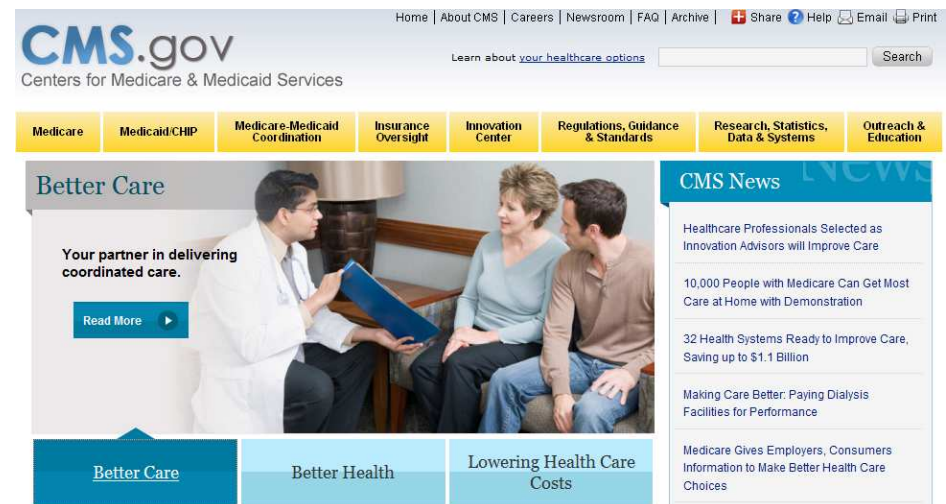 Home | About CMS | Careers | Newsroom | FAQ | Archive | Share Help Email Print
CMS.gov
Centers for Medicare & Medicaid Services
Learn about your healthcare options
Search
Medicare
Medicaid/CHIP
Medicare-Medicaid
Coordination
Insurance
Oversight
Innovation
Center
Regulations, Guidance
& Standards
Research, Statistics,
Data & Systems
Outreach &
Education
Better Care
Your partner in delivering
coordinated care.
Read More
Better Care
Better Health
Lowering Health Care
Costs
News
CMS News
Healthcare Professionals Selected as
Innovation Advisors will Improve Care
10,000 People with Medicare Can Get Most
Care at Home with Demonstration
32 Health Systems Ready to Improve Care,
Saving up to $1.1 Billion
Making Care Better: Paying Dialysis
Facilities for Performance
Medicare Gives Employers, Consumers
Information to Make Better Health Care
Choices